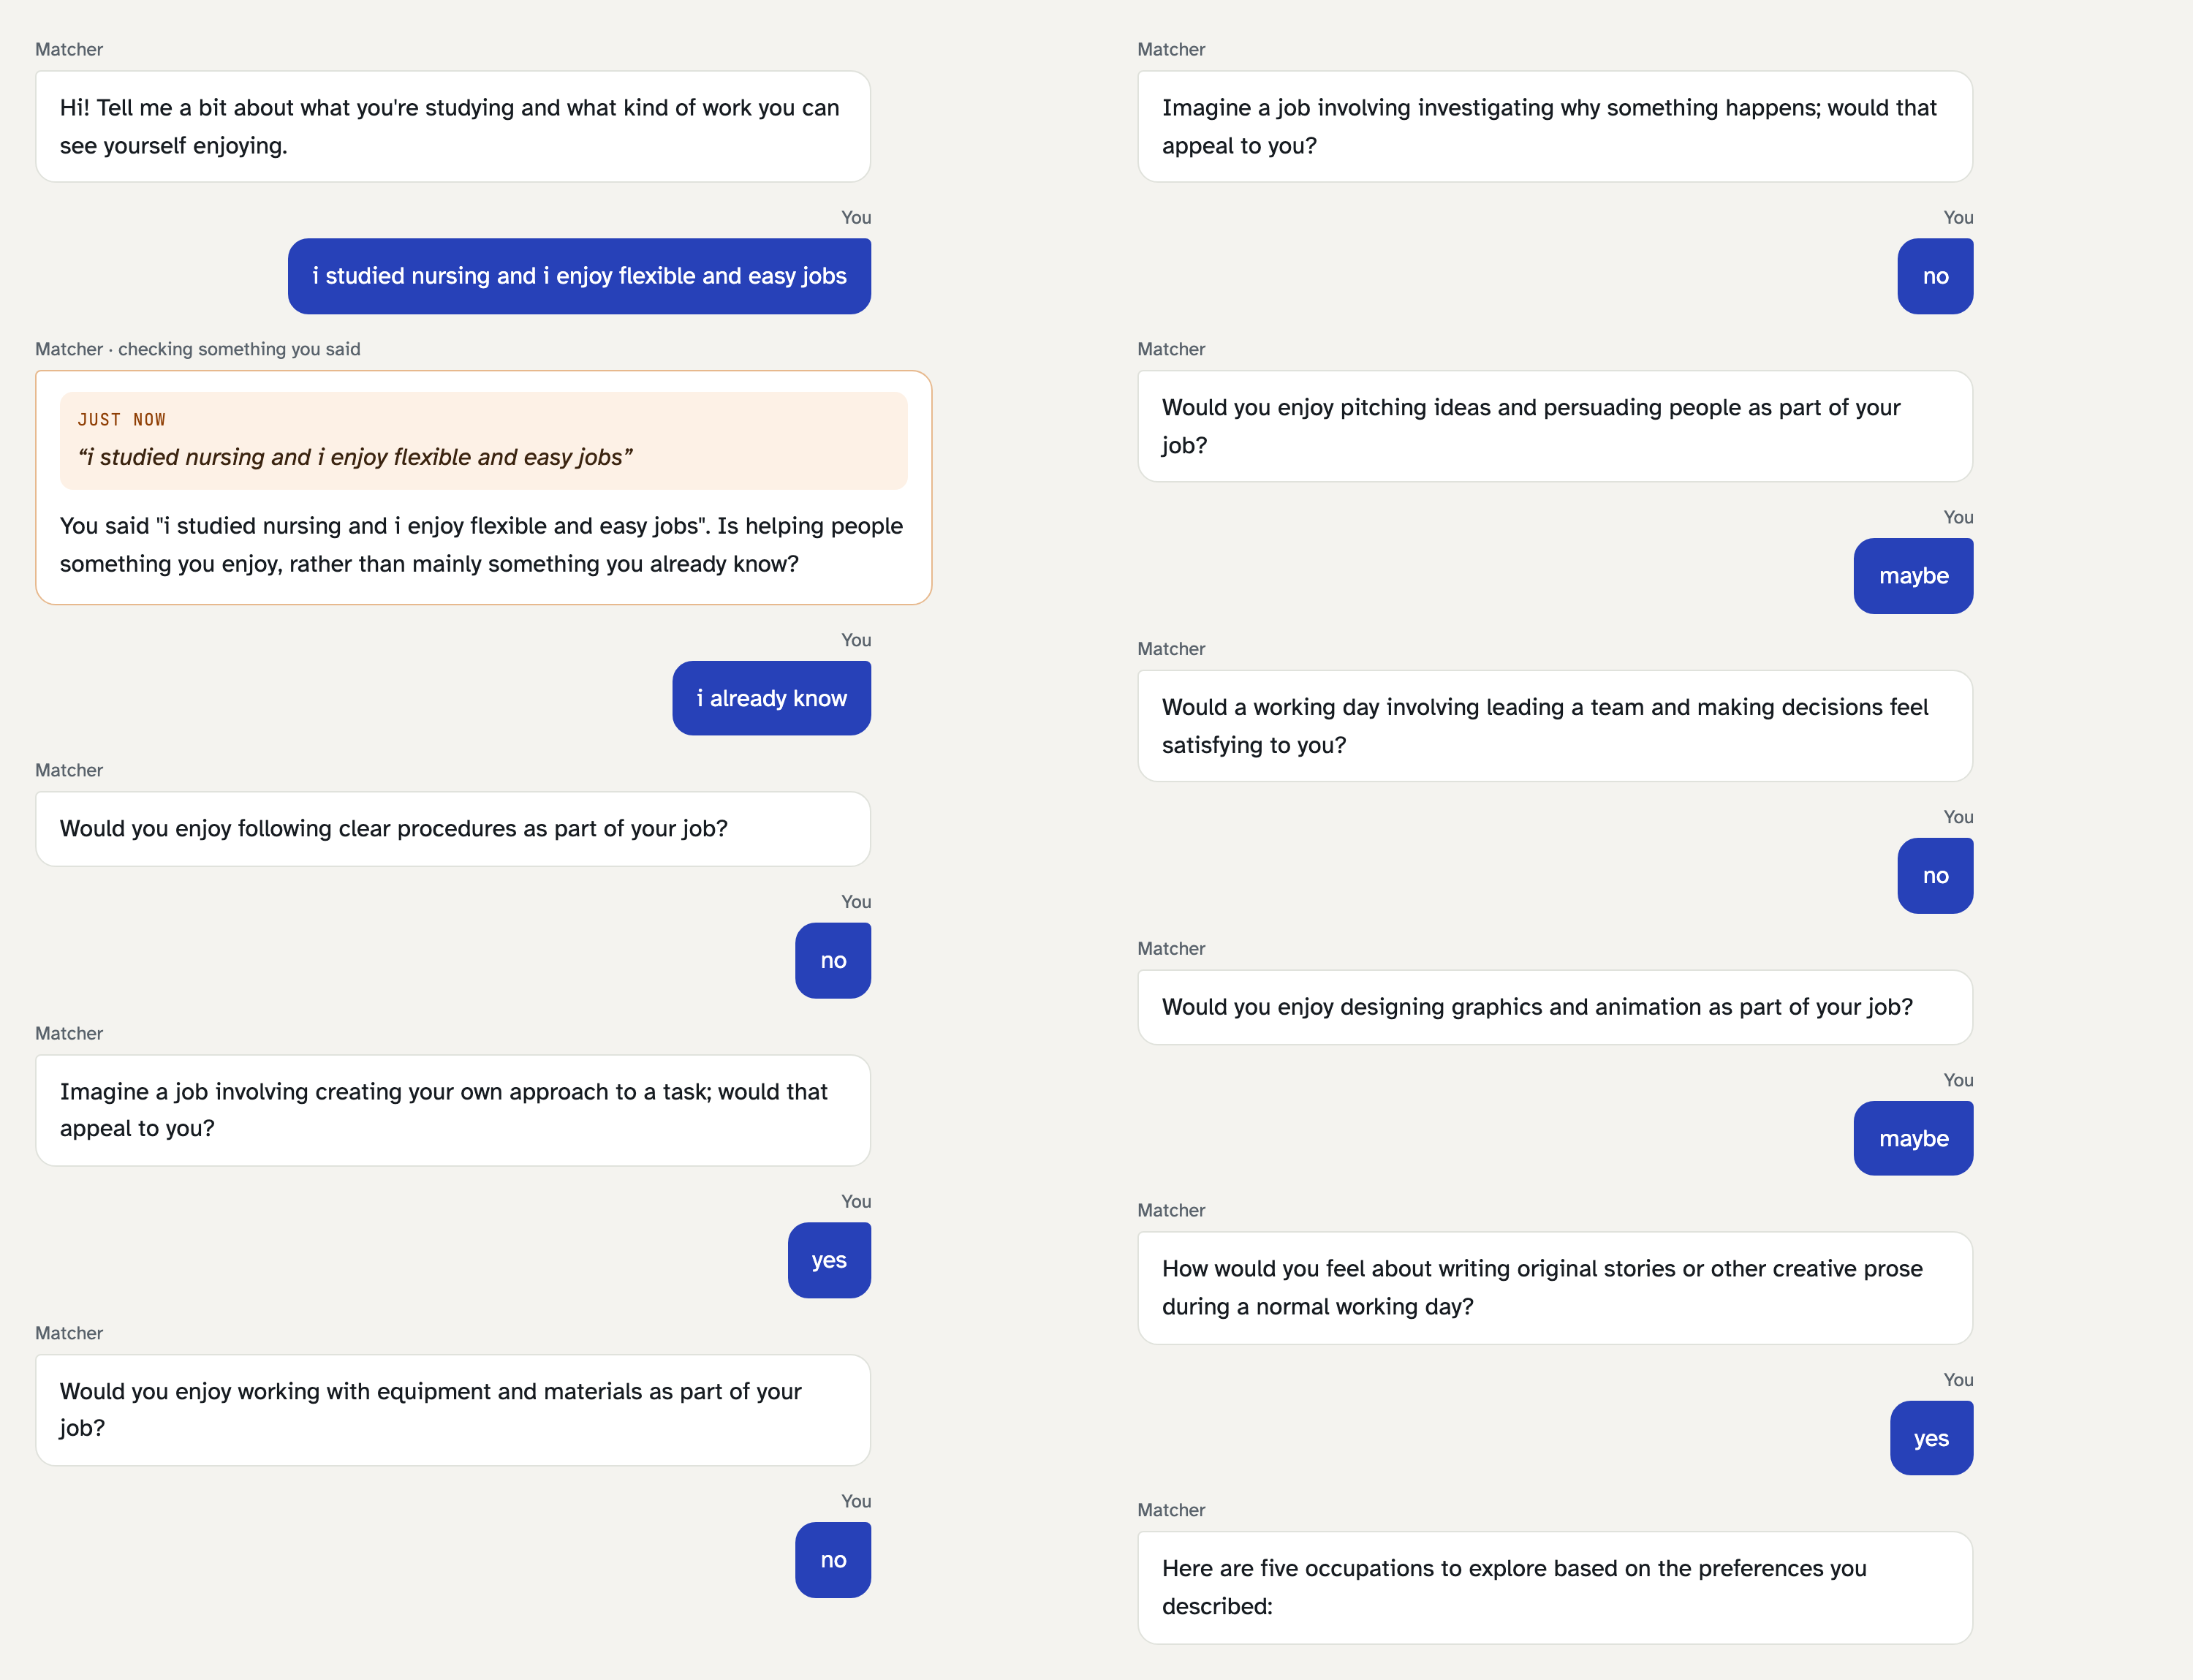 Matcher
Hi! Tell me a bit about what you're studying and what kind of work you can
see yourself enjoying.
You
i studied nursing and i enjoy flexible and easy jobs
Matcher · checking something you said
JUST NOW
“i studied nursing and i enjoy flexible and easy jobs”
You said "i studied nursing and i enjoy flexible and easy jobs". Is helping people
something you enjoy, rather than mainly something you already know?
You
i already know
Matcher
Would you enjoy following clear procedures as part of your job?
You
no
Matcher
Imagine a job involving creating your own approach to a task; would that
appeal to you?
You
yes
Matcher
Would you enjoy working with equipment and materials as part of your
job?
You
no
Matcher
Imagine a job involving investigating why something happens; would that
appeal to you?
You
no
Matcher
Would you enjoy pitching ideas and persuading people as part of your
job?
You
maybe
Matcher
Would a working day involving leading a team and making decisions feel
satisfying to you?
You
no
Matcher
Would you enjoy designing graphics and animation as part of your job?
You
maybe
Matcher
How would you feel about writing original stories or other creative prose
during a normal working day?
You
yes
Matcher
Here are five occupations to explore based on the preferences you
described: